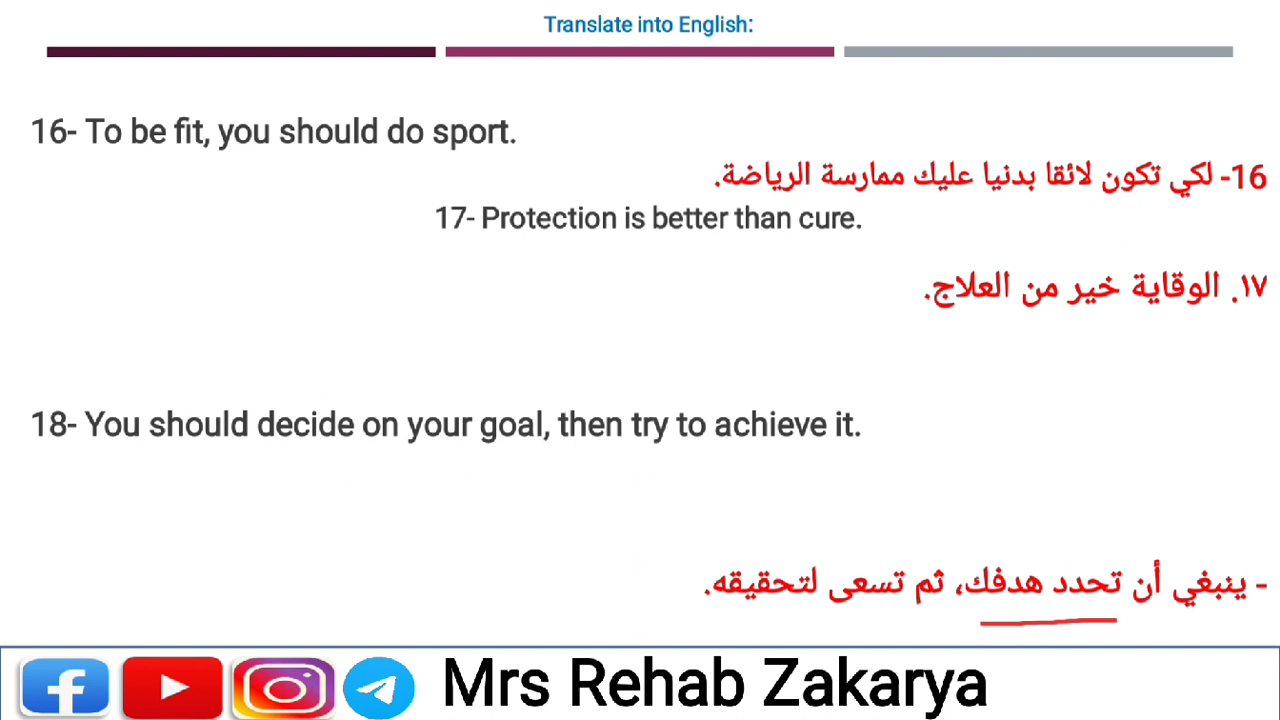 Translate into English:
16- To be fit, you should do sport.
16- لكي تكون لائقا بدنيا عليك ممارسة الرياضة.
17- Protection is better than cure.
١٧. الوقاية خير من العلاج.
18- You should decide on your goal, then try to achieve it.
- ينبغي أن تحدد هدفك، ثم تسعى لتحقيقه.
Mrs Rehab Zakarya